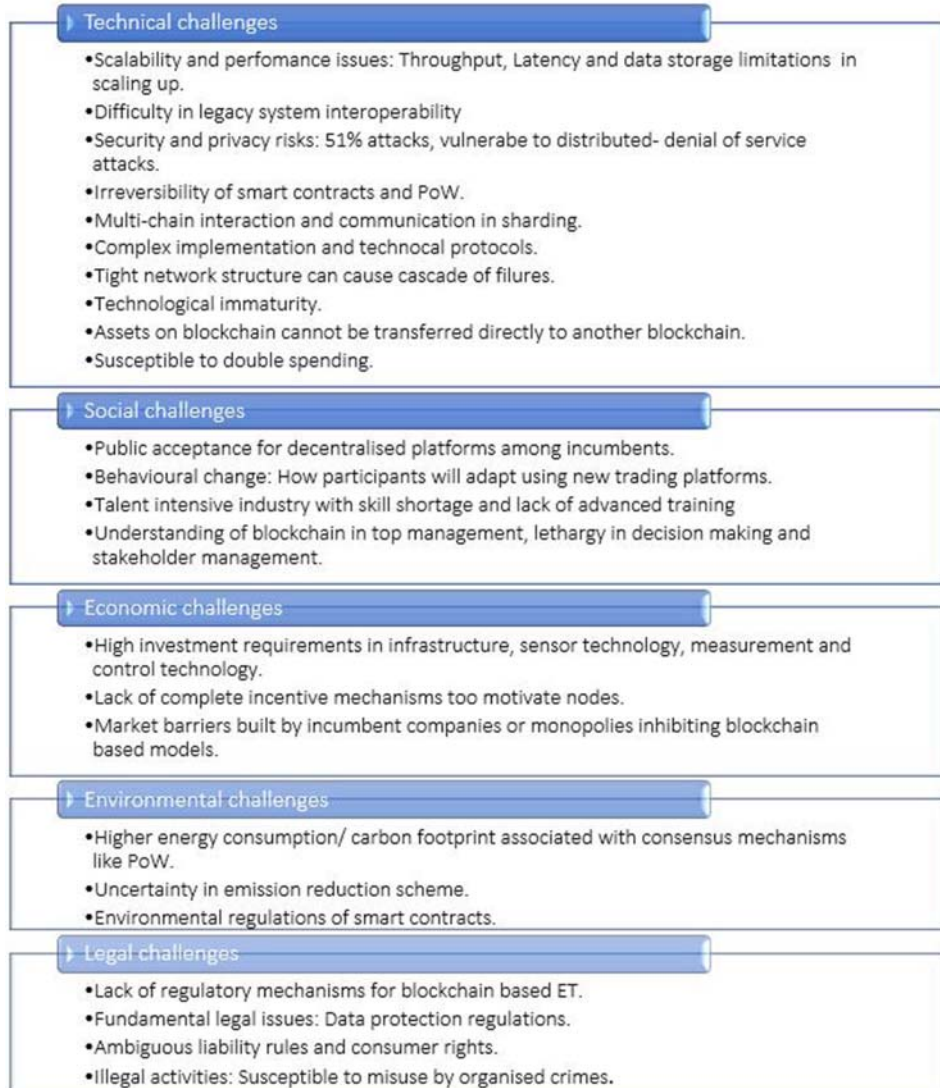 Technical challenges
•Scalability and perfomance issues: Throughput, Latency and data storage limitations in
scaling up.
•Difficulty in legacy system interoperability
•Security and privacy risks: 51% attacks, vulnerabe to distributed- denial of service
attacks.
•Irreversibility of smart contracts and PoW.
•Multi-chain interaction and communication in sharding.
•Complex implementation and technocal protocols.
•Tight network structure can cause cascade of filures.
•Technological immaturity.
•Assets on blockchain cannot be transferred directly to another blockchain.
•Susceptible to double spending.
Social challenges
•Public acceptance for decentralised platforms among incumbents.
•Behavioural change: How participants will adapt using new trading platforms.
•Talent intensive industry with skill shortage and lack of advanced training
•Understanding of blockchain in top management, lethargy in decision making and
stakeholder management.
Economic challenges
•High investment requirements in infrastructure, sensor technology, measurement and
control technology.
•Lack of complete incentive mechanisms too motivate nodes.
•Market barriers built by incumbent companies or monopolies inhibiting blockchain
based models.
Environmental challenges
•Higher energy consumption/ carbon footprint associated with consensus mechanisms
like PoW.
•Uncertainty in emission reduction scheme.
•Environmental regulations of smart contracts.
Legal challenges
•Lack of regulatory mechanisms for blockchain based ET.
•Fundamental legal issues: Data protection regulations.
•Ambiguous liability rules and consumer rights.
•Illegal activities: Susceptible to misuse by organised crimes.